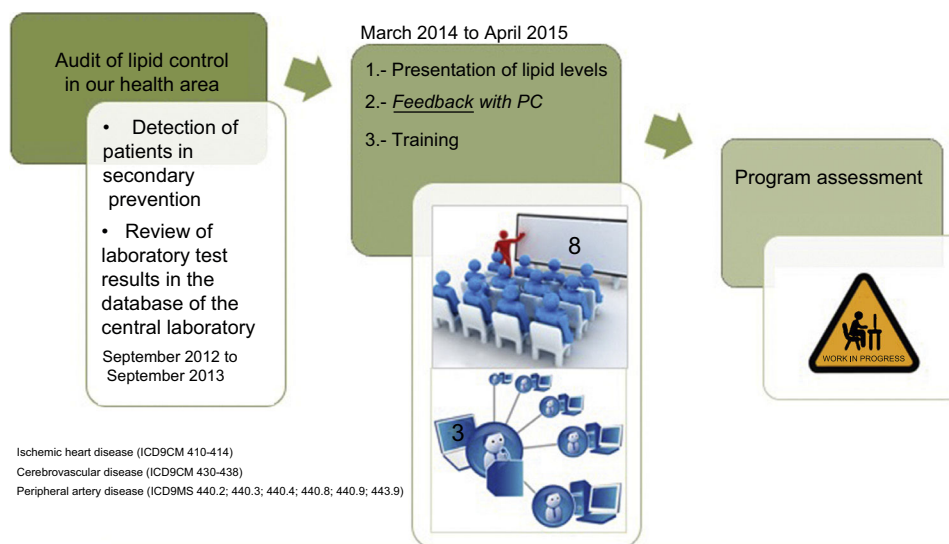 Audit of lipid control
in our health area
• Detection of
patients in
secondary
prevention
• Review of
laboratory test
results in the
database of the
central laboratory
September 2012 to
September 2013
March 2014 to April 2015
1.- Presentation of lipid levels
2.- Feedback with PC
3.- Training
8
3
Program assessment
WORK IN PROGRESS
Ischemic heart disease (ICD9CM 410-414)
Cerebrovascular disease (ICD9CM 430-438)
Peripheral artery disease (ICD9MS 440.2; 440.3; 440.4; 440.8; 440.9; 443.9)